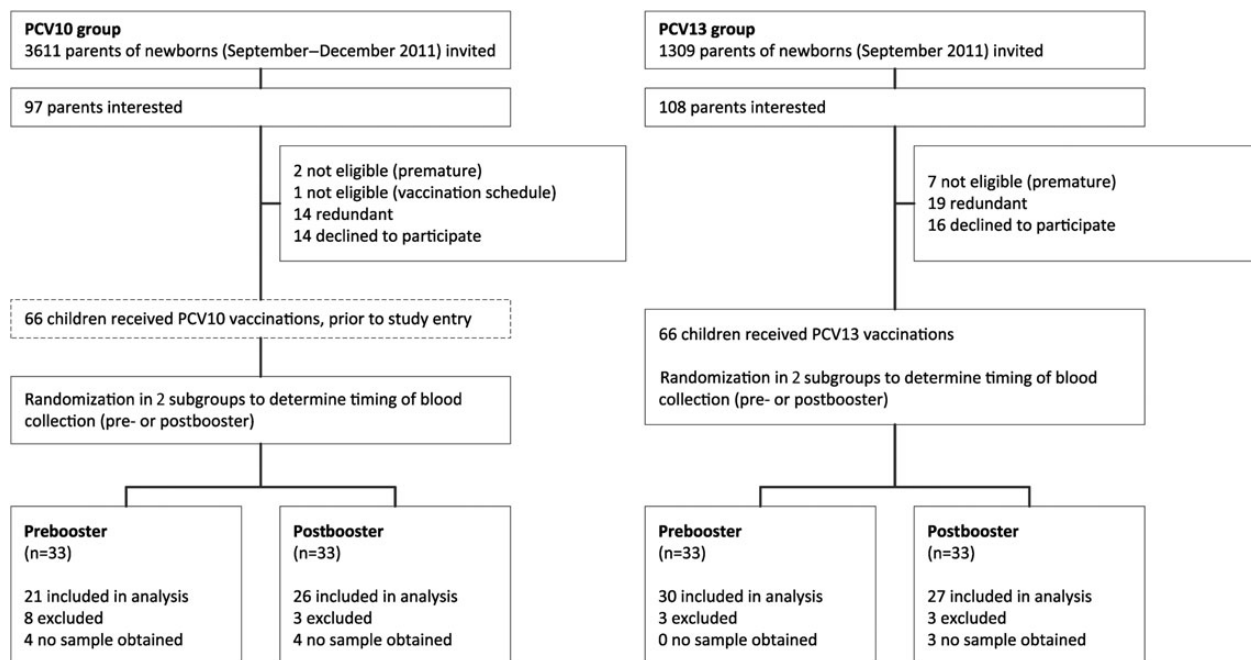 PCV10 group
3611 parents of newborns (September–December 2011) invited
97 parents interested
2 not eligible (premature)
1 not eligible (vaccination schedule)
14 redundant
14 declined to participate
66 children received PCV10 vaccinations, prior to study entry
Randomization in 2 subgroups to determine timing of blood
collection (pre- or postbooster)
Prebooster
(n=33)
21 included in analysis
8 excluded
4 no sample obtained
Postbooster
(n=33)
26 included in analysis
3 excluded
4 no sample obtained
PCV13 group
1309 parents of newborns (September 2011) invited
108 parents interested
7 not eligible (premature)
19 redundant
16 declined to participate
66 children received PCV13 vaccinations
Randomization in 2 subgroups to determine timing of blood
collection (pre- or postbooster)
Prebooster
(n=33)
30 included in analysis
3 excluded
0 no sample obtained
Postbooster
(n=33)
27 included in analysis
3 excluded
3 no sample obtained